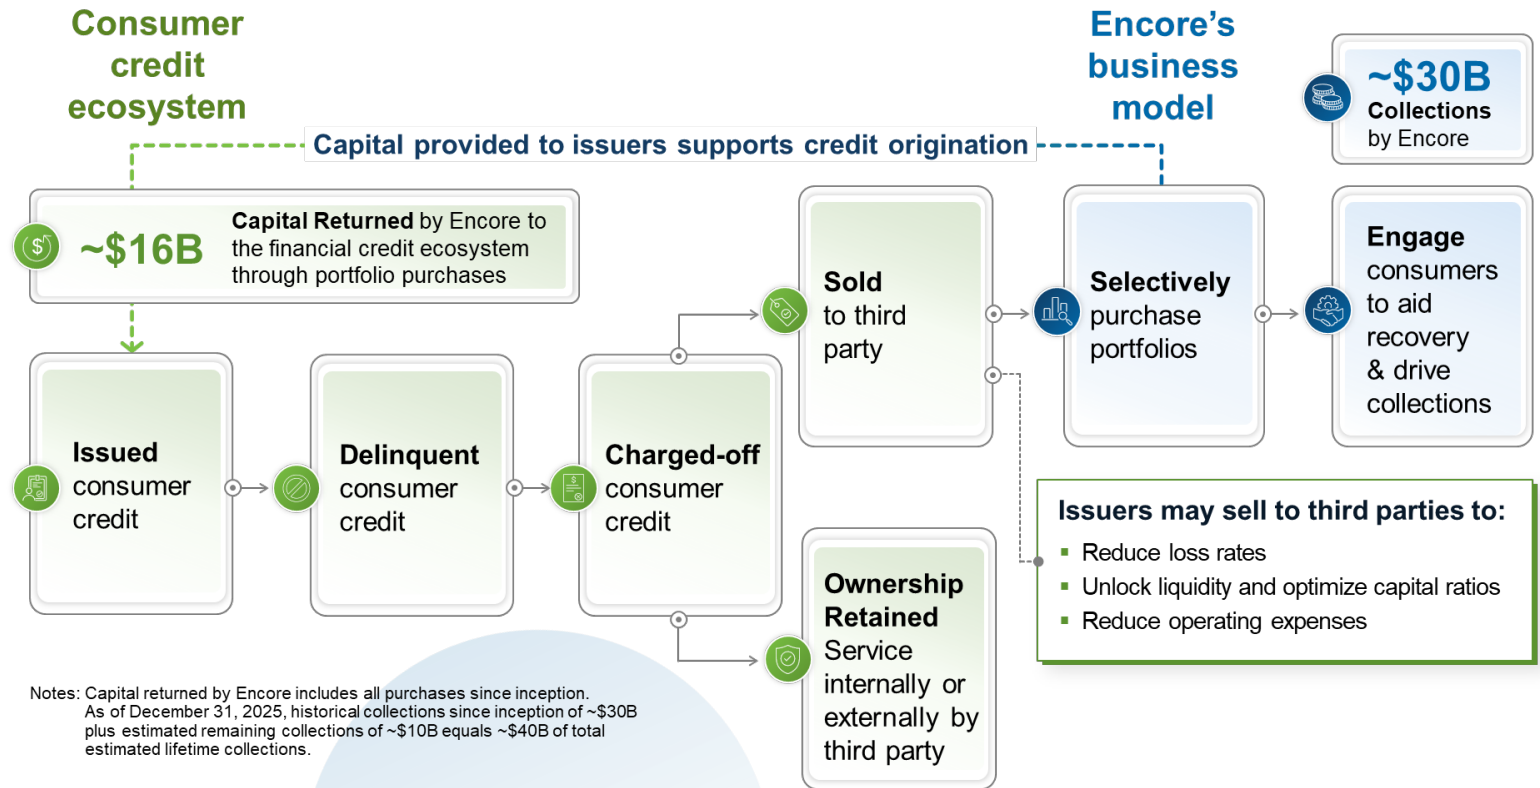 Consumer
credit
ecosystem
Encore’s
business
model
~$30B
Collections
by Encore
Capital provided to issuers supports credit origination
~$16B
Capital Returned by Encore to
the financial credit ecosystem
through portfolio purchases
Issued
consumer
credit
Delinquent
consumer
credit
Charged-off
consumer
credit
Sold
to third
party
Selectively
purchase
portfolios
Engage
consumers
to aid
recovery
& drive
collections
Ownership
Retained
Service
internally or
externally by
third party
Issuers may sell to third parties to:
▪ Reduce loss rates
▪ Unlock liquidity and optimize capital ratios
▪ Reduce operating expenses
Notes: Capital returned by Encore includes all purchases since inception.
As of December 31, 2025, historical collections since inception of ~$30B
plus estimated remaining collections of ~$10B equals ~$40B of total
estimated lifetime collections.